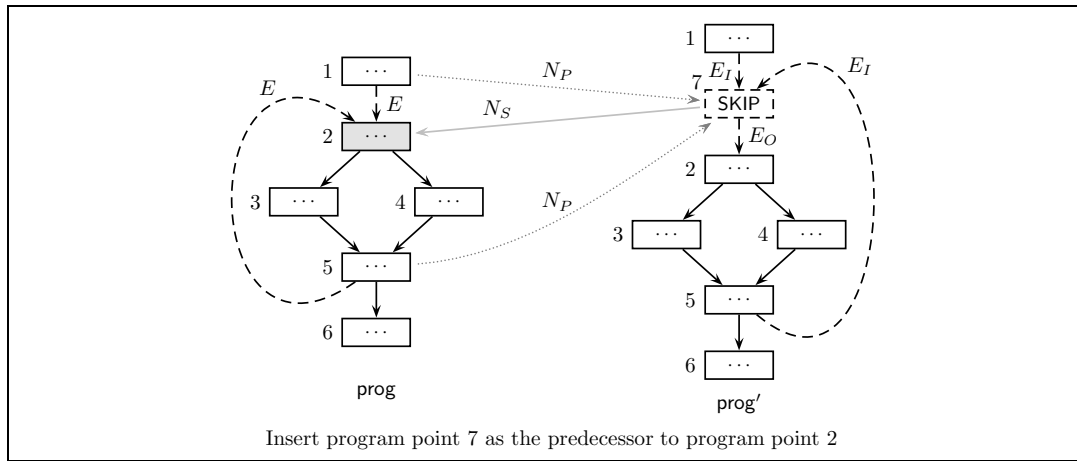 1 ···
E
E
2 ···
3 ···
4 ···
5 ···
6 ···
prog
N_P
N_S
N_P
1 ···
E_I
E_I
7
SKIP
E_O
2 ···
3 ···
4 ···
5 ···
6 ···
prog′
Insert program point 7 as the predecessor to program point 2